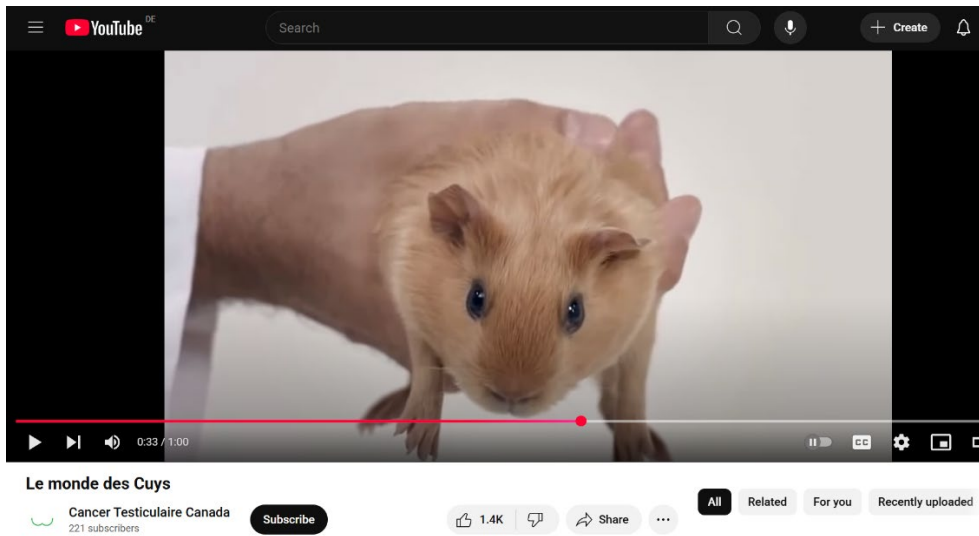 YouTube DE
Search
Create
0:33 / 1:00
CC
Le monde des Cuys
Cancer Testiculaire Canada
221 subscribers
Subscribe
1.4K
Share
All
Related
For you
Recently uploaded